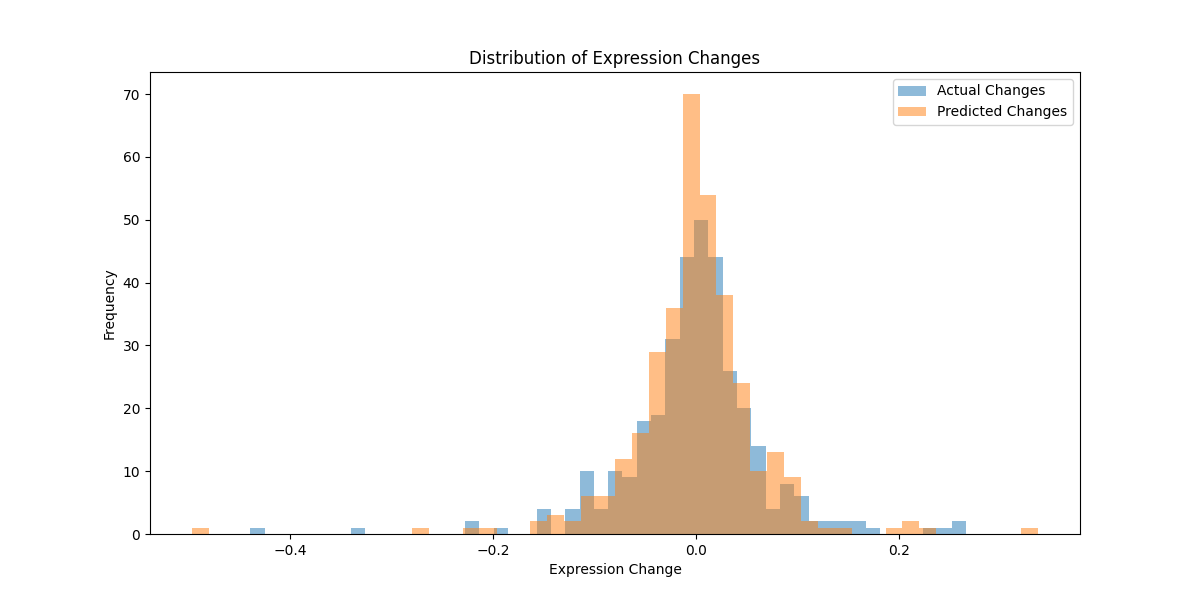 Distribution of Expression Changes
Actual Changes
Predicted Changes
Frequency
70
60
50
40
30
20
10
0
−0.4
−0.2
0.0
0.2
Expression Change